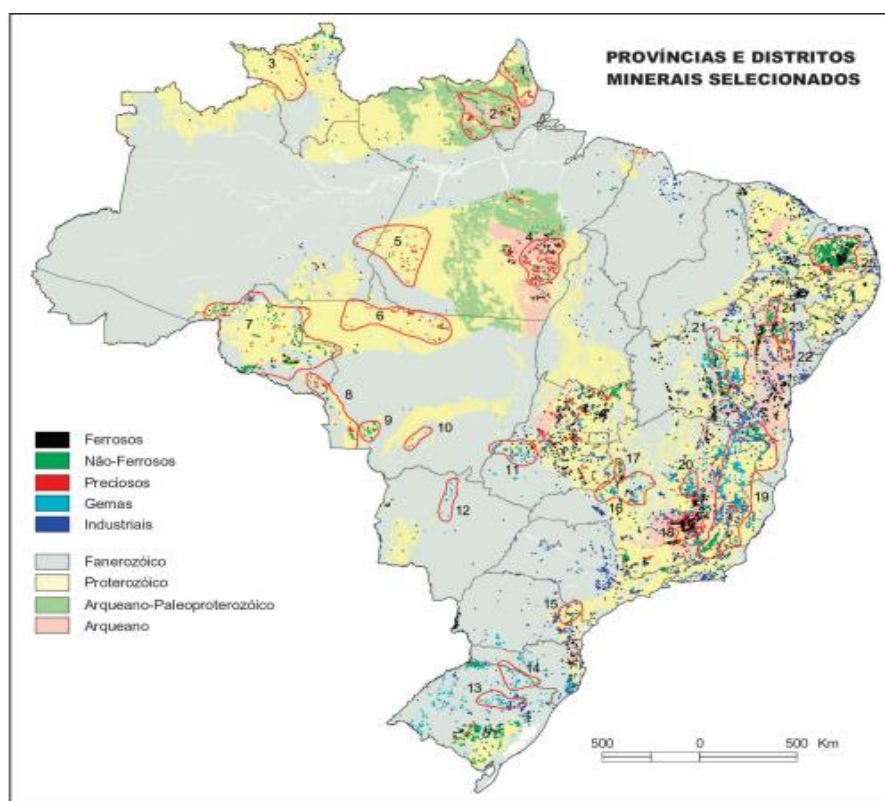 PROVÍNCIAS E DISTRITOS
MINERAIS SELECIONADOS
3
1
2
4
5
6
7
8
9
10
11
12
25
24
21
23
22
17
20
16
19
18
15
14
13
Ferrosos
Não-Ferrosos
Preciosos
Gemas
Industriais
Fanerozóico
Proterozóico
Arqueano-Paleoproterozóico
Arqueano
500 0 500 Km